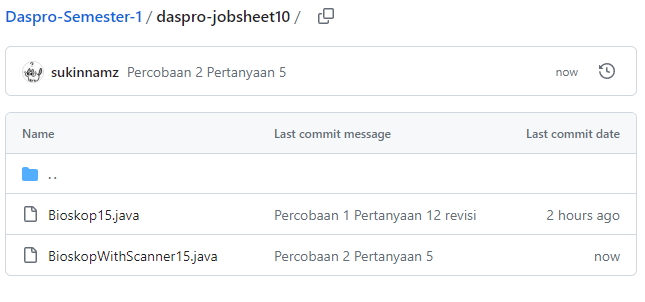 Daspro-Semester-1 / daspro-jobsheet10 /
sukinnamz Percobaan 2 Pertanyaan 5 now
Name Last commit message Last commit date
..
Bioskop15.java Percobaan 1 Pertanyaan 12 revisi 2 hours ago
BioskopWithScanner15.java Percobaan 2 Pertanyaan 5 now